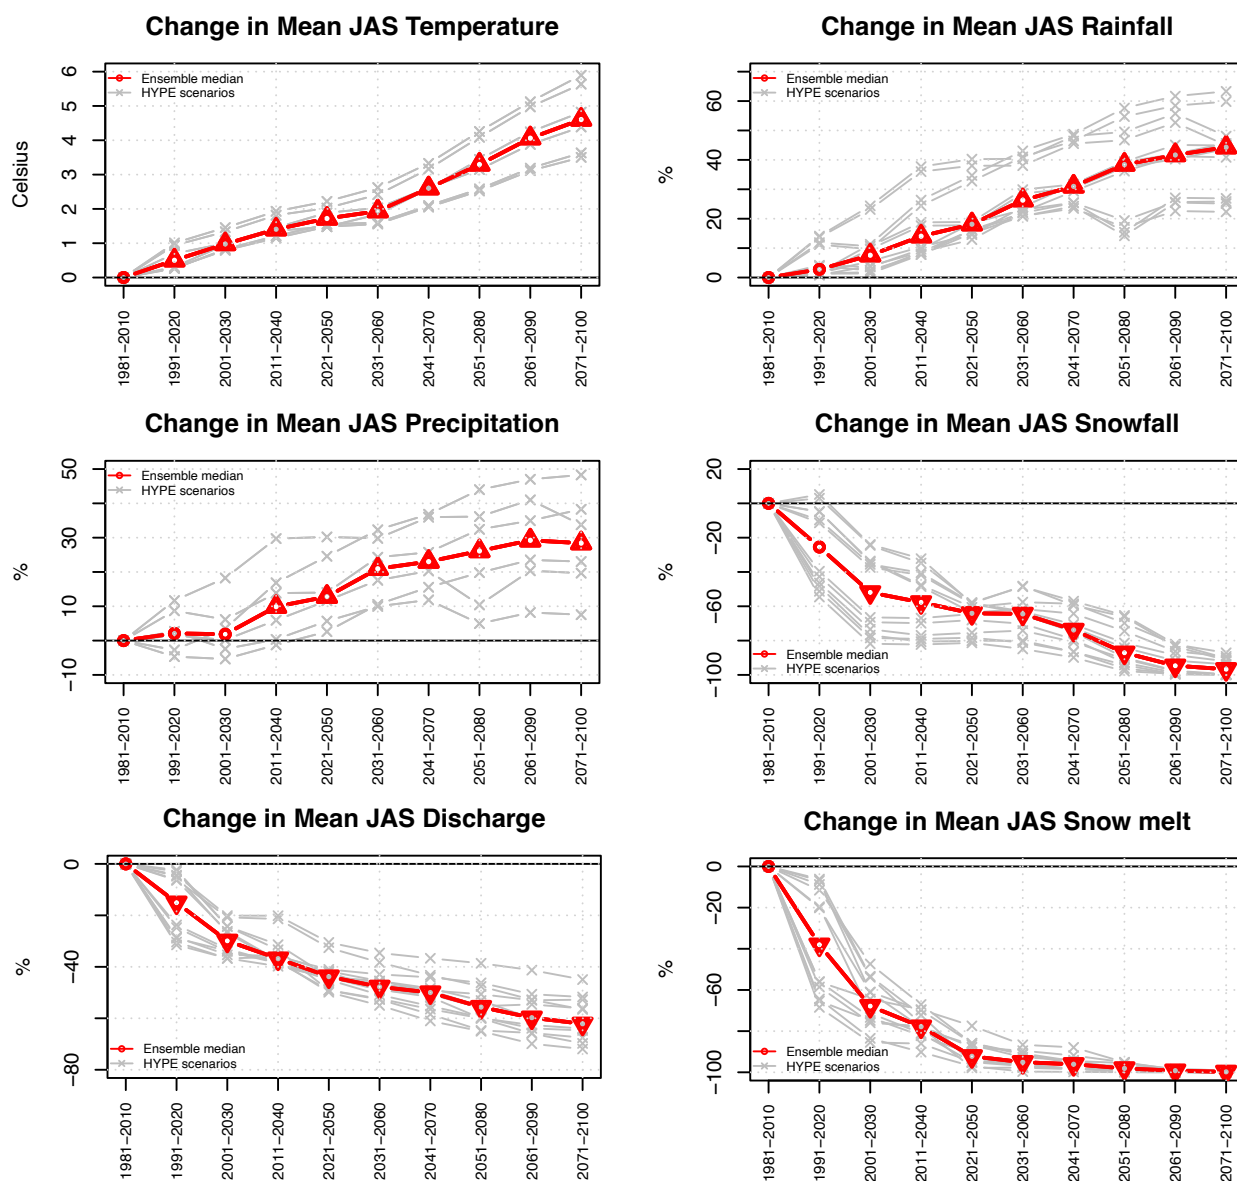 Change in Mean JAS Temperature
Celsius
0 1 2 3 4 5 6
Ensemble median
HYPE scenarios
1981−2010 1991−2020 2001−2030 2011−2040 2021−2050 2031−2060 2041−2070 2051−2080 2061−2090 2071−2100
Change in Mean JAS Rainfall
%
0 20 40 60
Ensemble median
HYPE scenarios
1981−2010 1991−2020 2001−2030 2011−2040 2021−2050 2031−2060 2041−2070 2051−2080 2061−2090 2071−2100
Change in Mean JAS Precipitation
%
−10 10 30 50
Ensemble median
HYPE scenarios
1981−2010 1991−2020 2001−2030 2011−2040 2021−2050 2031−2060 2041−2070 2051−2080 2061−2090 2071−2100
Change in Mean JAS Snowfall
%
−100 −60 −20 20
Ensemble median
HYPE scenarios
1981−2010 1991−2020 2001−2030 2011−2040 2021−2050 2031−2060 2041−2070 2051−2080 2061−2090 2071−2100
Change in Mean JAS Discharge
%
−80 −40 0
Ensemble median
HYPE scenarios
1981−2010 1991−2020 2001−2030 2011−2040 2021−2050 2031−2060 2041−2070 2051−2080 2061−2090 2071−2100
Change in Mean JAS Snow melt
%
−100 −60 −20 0
Ensemble median
HYPE scenarios
1981−2010 1991−2020 2001−2030 2011−2040 2021−2050 2031−2060 2041−2070 2051−2080 2061−2090 2071−2100